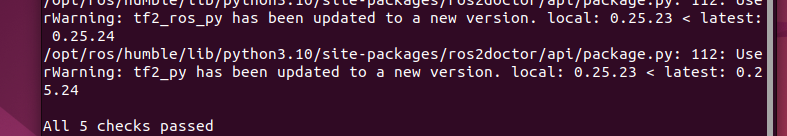 /opt/ros/humble/lib/python3.10/site-packages/ros2doctor/api/package.py: 112: Use
rWarning: tf2_ros_py has been updated to a new version. local: 0.25.23 < latest:
 0.25.24
/opt/ros/humble/lib/python3.10/site-packages/ros2doctor/api/package.py: 112: Use
rWarning: tf2_py has been updated to a new version. local: 0.25.23 < latest: 0.2
5.24
All 5 checks passed